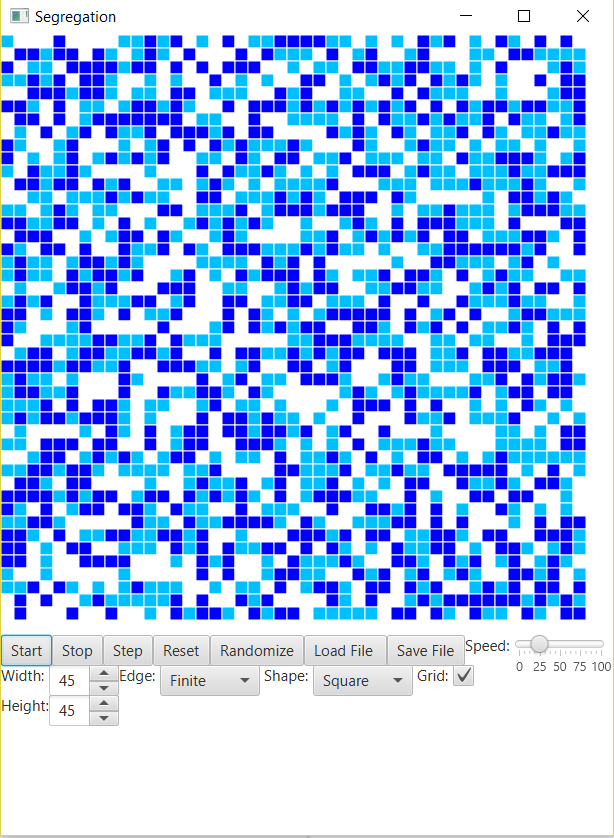 Segregation
Start Stop Step Reset Randomize Load File Save File Speed:
0 25 50 75 100
Width: 45 Edge: Finite Shape: Square Grid:
Height: 45